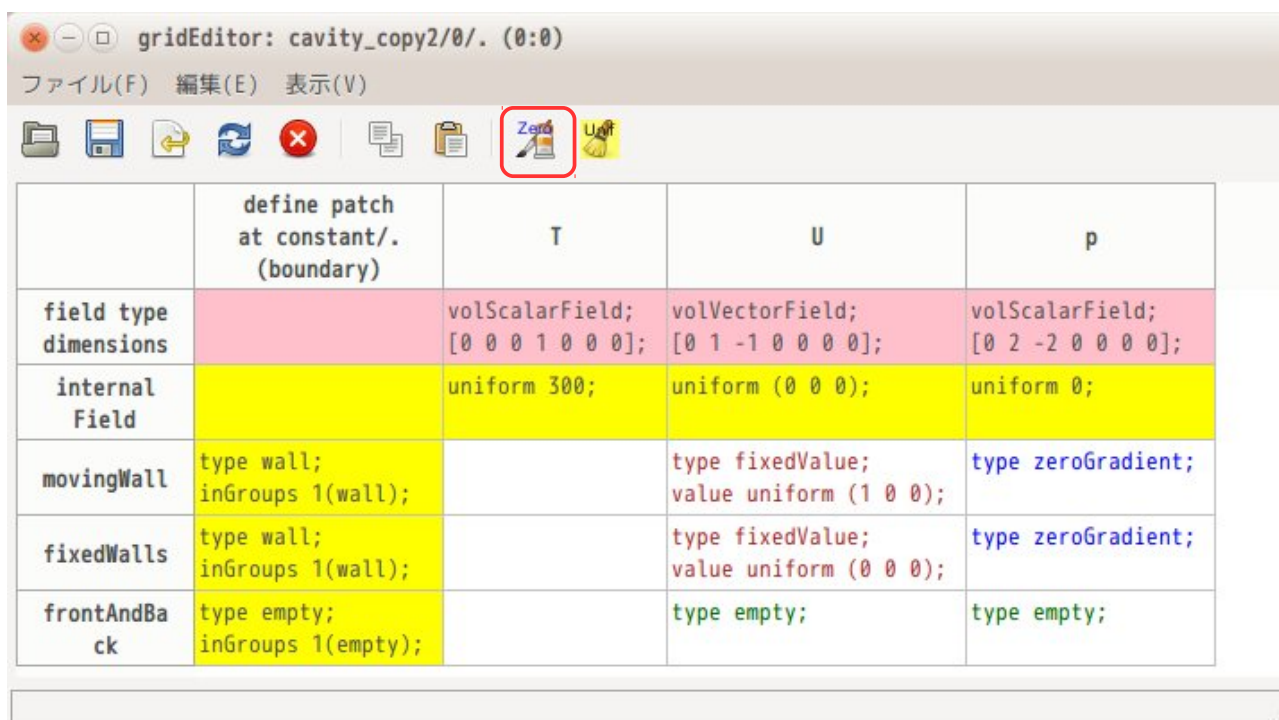 gridEditor: cavity_copy2/0/. (0:0)
ファイル(F) 編集(E) 表示(V)
Zero Unif
define patch
at constant/.
(boundary)
T
U
p
field type
dimensions
volScalarField;
[0 0 0 1 0 0 0];
volVectorField;
[0 1 -1 0 0 0 0];
volScalarField;
[0 2 -2 0 0 0 0];
internal
Field
uniform 300;
uniform (0 0 0);
uniform 0;
movingWall
type wall;
inGroups 1(wall);
type fixedValue;
value uniform (1 0 0);
type zeroGradient;
fixedWalls
type wall;
inGroups 1(wall);
type fixedValue;
value uniform (0 0 0);
type zeroGradient;
frontAndBa
ck
type empty;
inGroups 1(empty);
type empty;
type empty;